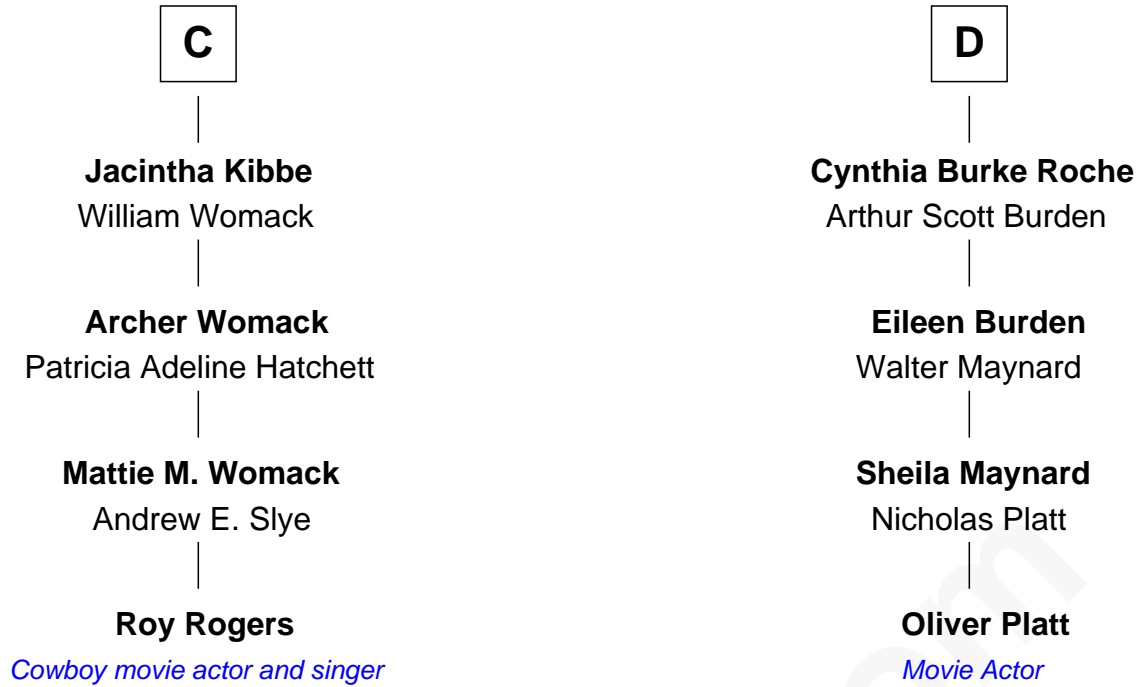 C
Jacintha Kibbe
William Womack
Archer Womack
Patricia Adeline Hatchett
Mattie M. Womack
Andrew E. Slye
Roy Rogers
Cowboy movie actor and singer
D
Cynthia Burke Roche
Arthur Scott Burden
Eileen Burden
Walter Maynard
Sheila Maynard
Nicholas Platt
Oliver Platt
Movie Actor